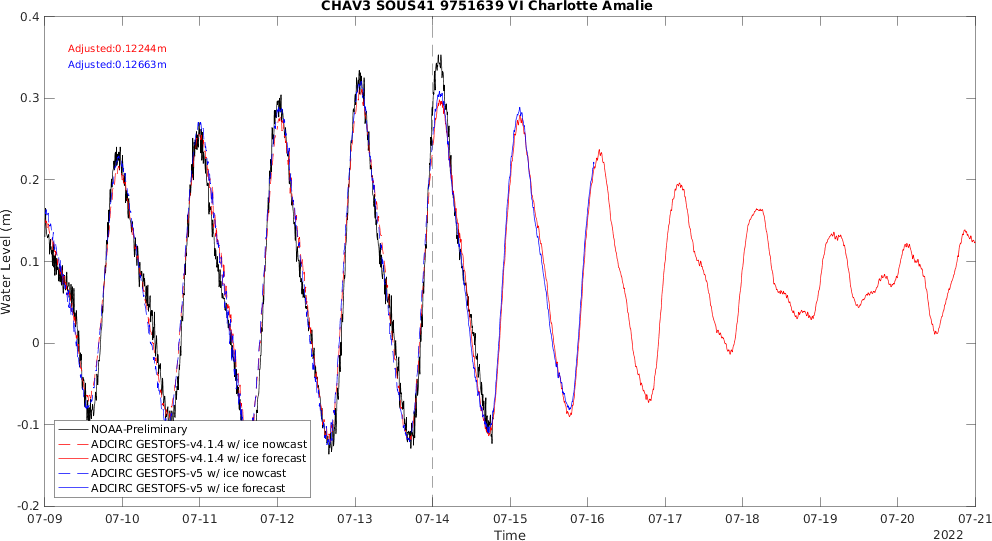 CHAV3 SOUS41 9751639 VI Charlotte Amalie
Adjusted:0.12244m
Adjusted:0.12663m
0.4
0.3
0.2
0.1
0
-0.1
-0.2
Water Level (m)
NOAA-Preliminary
ADCIRC GESTOFS-v4.1.4 w/ ice nowcast
ADCIRC GESTOFS-v4.1.4 w/ ice forecast
ADCIRC GESTOFS-v5 w/ ice nowcast
ADCIRC GESTOFS-v5 w/ ice forecast
07-09 07-10 07-11 07-12 07-13 07-14 07-15 07-16 07-17 07-18 07-19 07-20 07-21
Time
2022